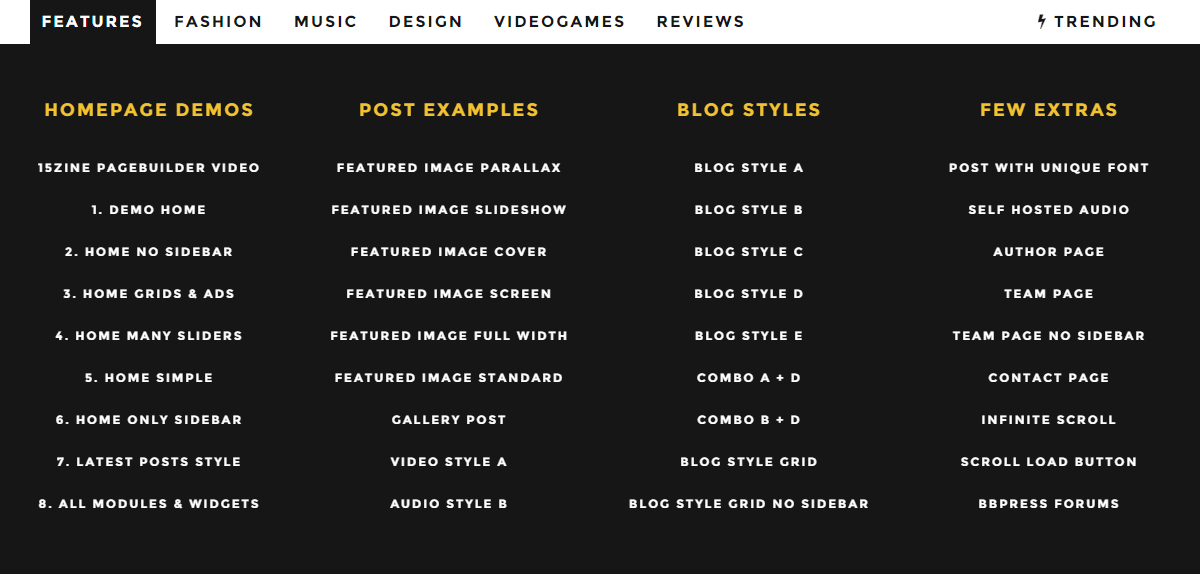 FEATURES FASHION MUSIC DESIGN VIDEOGAMES REVIEWS TRENDING
HOMEPAGE DEMOS
15ZINE PAGEBUILDER VIDEO
1. DEMO HOME
2. HOME NO SIDEBAR
3. HOME GRIDS & ADS
4. HOME MANY SLIDERS
5. HOME SIMPLE
6. HOME ONLY SIDEBAR
7. LATEST POSTS STYLE
8. ALL MODULES & WIDGETS
POST EXAMPLES
FEATURED IMAGE PARALLAX
FEATURED IMAGE SLIDESHOW
FEATURED IMAGE COVER
FEATURED IMAGE SCREEN
FEATURED IMAGE FULL WIDTH
FEATURED IMAGE STANDARD
GALLERY POST
VIDEO STYLE A
AUDIO STYLE B
BLOG STYLES
BLOG STYLE A
BLOG STYLE B
BLOG STYLE C
BLOG STYLE D
BLOG STYLE E
COMBO A + D
COMBO B + D
BLOG STYLE GRID
BLOG STYLE GRID NO SIDEBAR
FEW EXTRAS
POST WITH UNIQUE FONT
SELF HOSTED AUDIO
AUTHOR PAGE
TEAM PAGE
TEAM PAGE NO SIDEBAR
CONTACT PAGE
INFINITE SCROLL
SCROLL LOAD BUTTON
BBPRESS FORUMS